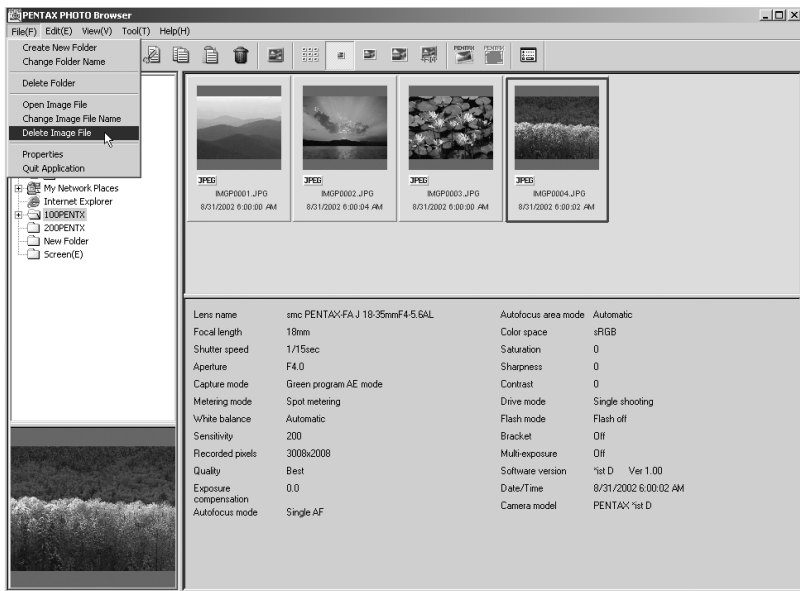 PENTAX PHOTO Browser
File(F) Edit(E) View(V) Tool(T) Help(H)
Create New Folder
Change Folder Name
Delete Folder
Open Image File
Change Image File Name
Delete Image File
Properties
Quit Application
My Network Places
Internet Explorer
100PENTX
200PENTX
New Folder
Screen(E)
PENTAX PENTAX
JPEG JPEG JPEG JPEG
IMGP0001.JPG IMGP0002.JPG IMGP0003.JPG IMGP0004.JPG
8/31/2002 6:00:00 AM 8/31/2002 6:00:04 AM 8/31/2002 6:00:00 AM 8/31/2002 6:00:02 AM
Lens name smc PENTAX-FA J 18-35mmF4-5.6AL
Focal length 18mm
Shutter speed 1/15sec
Aperture F4.0
Capture mode Green program AE mode
Metering mode Spot metering
White balance Automatic
Sensitivity 200
Recorded pixels 3008x2008
Quality Best
Exposure compensation 0.0
Autofocus mode Single AF
Autofocus area mode Automatic
Color space sRGB
Saturation 0
Sharpness 0
Contrast 0
Drive mode Single shooting
Flash mode Flash off
Bracket Off
Multi-exposure Off
Software version *ist D Ver 1.00
Date/Time 8/31/2002 6:00:02 AM
Camera model PENTAX *ist D